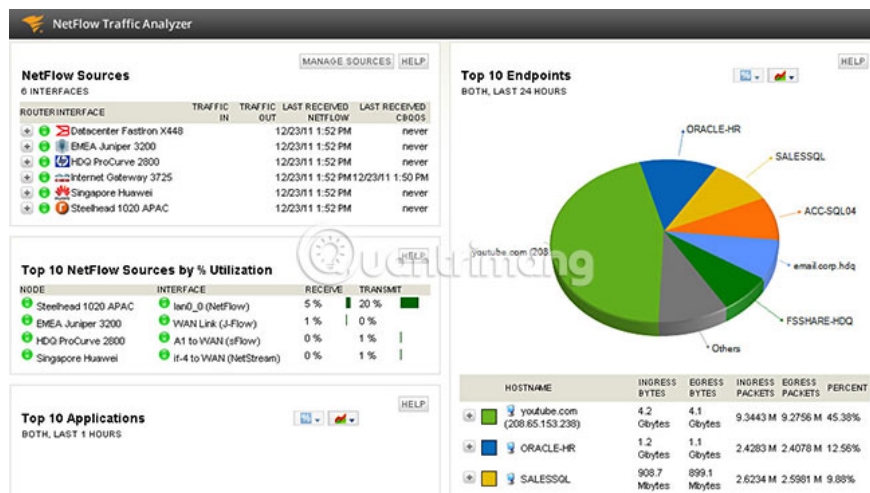 NetFlow Traffic Analyzer
MANAGE SOURCES HELP
NetFlow Sources
6 INTERFACES
ROUTER INTERFACE TRAFFIC IN TRAFFIC OUT LAST RECEIVED NETFLOW LAST RECEIVED CBQOS
Datacenter FastIron X448 12/23/11 1:52 PM never
EMEA Juniper 3200 12/23/11 1:52 PM never
HDQ ProCurve 2800 12/23/11 1:52 PM never
Internet Gateway 3725 12/23/11 1:52 PM 12/23/11 1:50 PM
Singapore Huawei 12/23/11 1:52 PM never
Steelhead 1020 APAC 12/23/11 1:52 PM never
HELP
Top 10 NetFlow Sources by % Utilization
NODE INTERFACE RECEIVE TRANSMIT
Steelhead 1020 APAC lan0_0 (NetFlow) 5 % 20 %
EMEA Juniper 3200 WAN Link (J-Flow) 1 % 0 %
HDQ ProCurve 2800 A1 to WAN (sFlow) 0 % 1 %
Singapore Huawei if-4 to WAN (NetStream) 0 % 1 %
HELP
Top 10 Applications
BOTH, LAST 1 HOURS
HELP
Top 10 Endpoints
BOTH, LAST 24 HOURS
ORACLE-HR
SALESSQL
ACC-SQL04
youtube.com (208
email.corp.hdq
FSSHARE-HDQ
Others
Quantrimang
HOSTNAME INGRESS BYTES EGRESS BYTES INGRESS PACKETS EGRESS PACKETS PERCENT
youtube.com (208.65.153.238) 4.2 Gbytes 4.1 Gbytes 9.3443 M 9.2756 M 45.38%
ORACLE-HR 1.2 Gbytes 1.1 Gbytes 2.4283 M 2.4078 M 12.56%
SALESSQL 908.7 Mbytes 899.1 Mbytes 2.6234 M 2.5981 M 9.88%